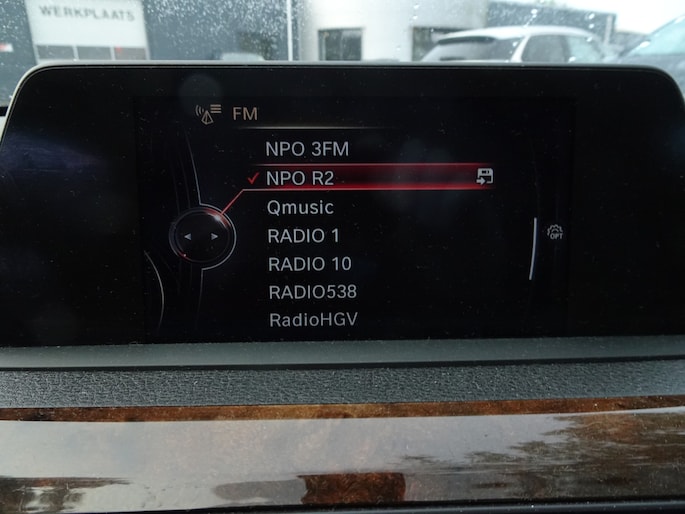 WERKPLAATS
FM
NPO 3FM
NPO R2
Qmusic
RADIO 1
OPT
RADIO 10
RADIO538
RadioHGV